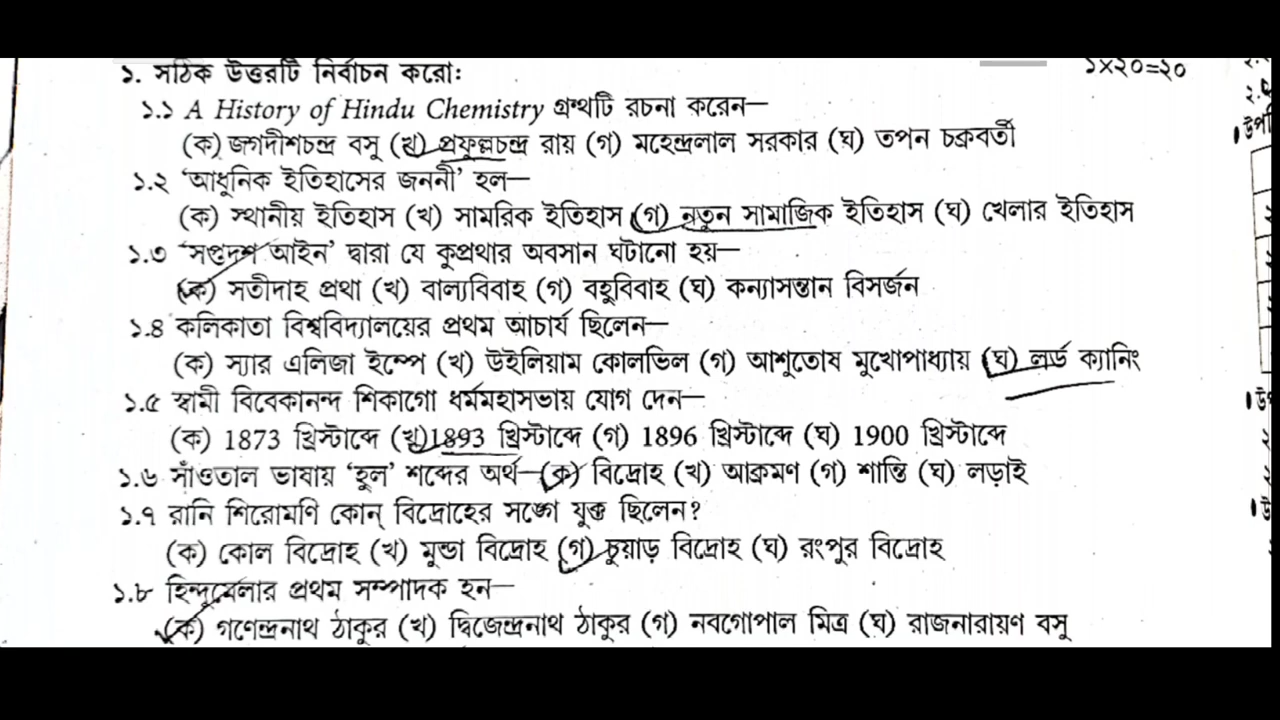 ১. সঠিক উত্তরটি নির্বাচন করো: ১×২০=২০
১.১ A History of Hindu Chemistry গ্রন্থটি রচনা করেন—
(ক) জগদীশচন্দ্র বসু (খ) প্রফুল্লচন্দ্র রায় (গ) মহেন্দ্রলাল সরকার (ঘ) তপন চক্রবর্তী
১.২ ‘আধুনিক ইতিহাসের জননী’ হল—
(ক) স্থানীয় ইতিহাস (খ) সামরিক ইতিহাস (গ) নতুন সামাজিক ইতিহাস (ঘ) খেলার ইতিহাস
১.৩ ‘সপ্তদশ আইন’ দ্বারা যে কুপ্রথার অবসান ঘটানো হয়—
(ক) সতীদাহ প্রথা (খ) বাল্যবিবাহ (গ) বহুবিবাহ (ঘ) কন্যাসন্তান বিসর্জন
১.৪ কলিকাতা বিশ্ববিদ্যালয়ের প্রথম আচার্য ছিলেন—
(ক) স্যার এলিজা ইম্পে (খ) উইলিয়াম কোলভিল (গ) আশুতোষ মুখোপাধ্যায় (ঘ) লর্ড ক্যানিং
১.৫ স্বামী বিবেকানন্দ শিকাগো ধর্মমহাসভায় যোগ দেন—
(ক) 1873 খ্রিস্টাব্দে (খ) 1893 খ্রিস্টাব্দে (গ) 1896 খ্রিস্টাব্দে (ঘ) 1900 খ্রিস্টাব্দে
১.৬ সাঁওতাল ভাষায় ‘হুল’ শব্দের অর্থ—(ক) বিদ্রোহ (খ) আক্রমণ (গ) শান্তি (ঘ) লড়াই
১.৭ রানি শিরোমণি কোন্ বিদ্রোহের সঙ্গে যুক্ত ছিলেন?
(ক) কোল বিদ্রোহ (খ) মুন্ডা বিদ্রোহ (গ) চুয়াড় বিদ্রোহ (ঘ) রংপুর বিদ্রোহ
১.৮ হিন্দুমেলার প্রথম সম্পাদক হন—
(ক) গণেন্দ্রনাথ ঠাকুর (খ) দ্বিজেন্দ্রনাথ ঠাকুর (গ) নবগোপাল মিত্র (ঘ) রাজনারায়ণ বসু